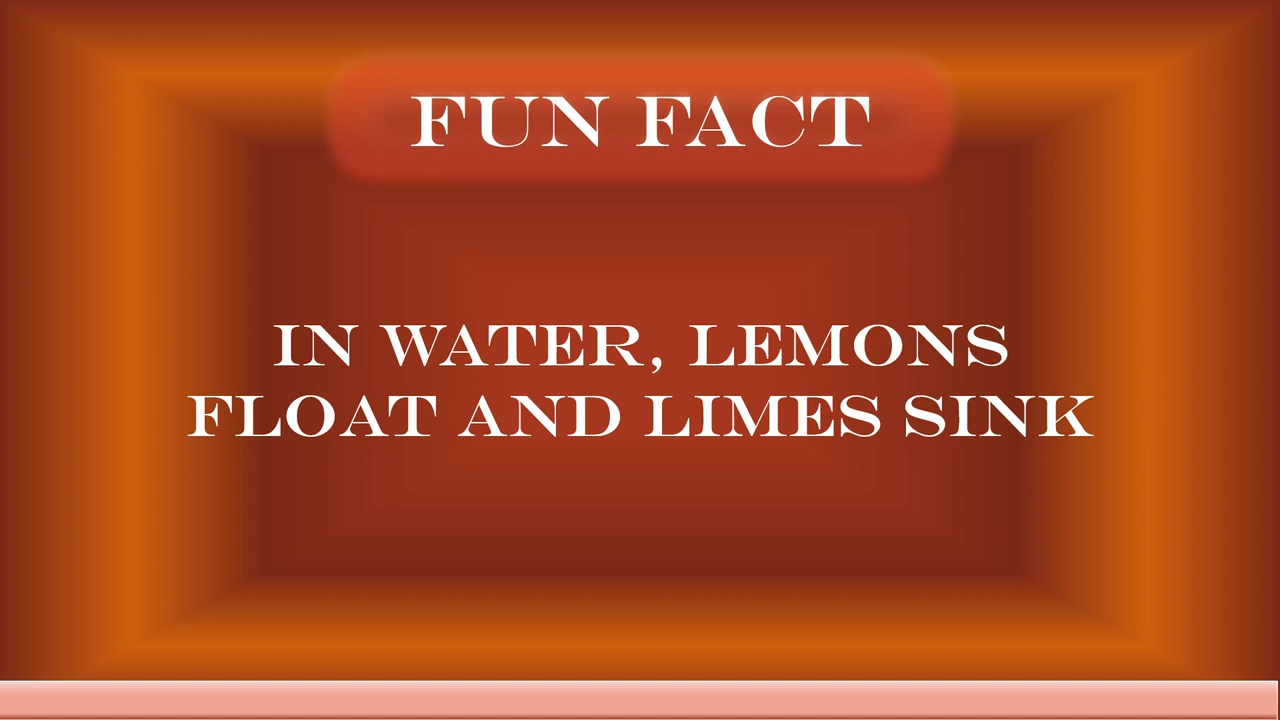 FUN FACT
IN WATER, LEMONS
FLOAT AND LIMES SINK